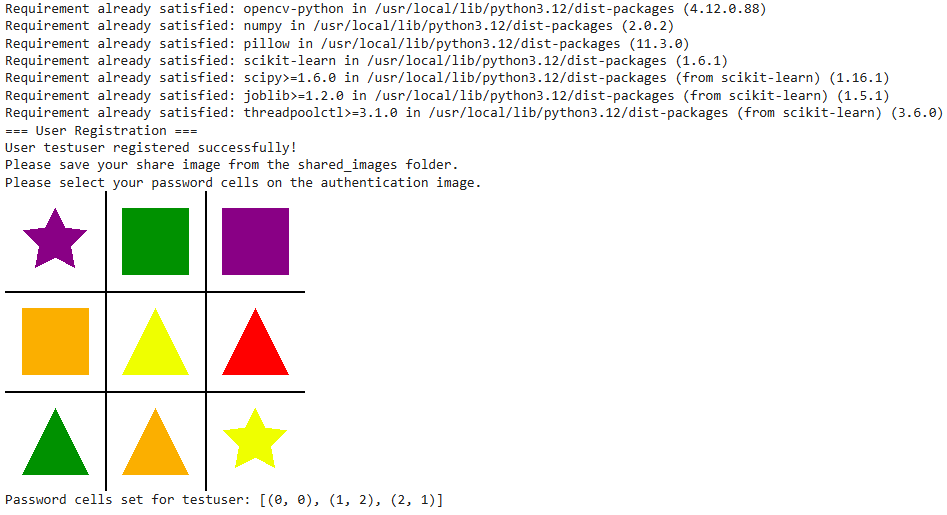 Requirement already satisfied: opencv-python in /usr/local/lib/python3.12/dist-packages (4.12.0.88)
Requirement already satisfied: numpy in /usr/local/lib/python3.12/dist-packages (2.0.2)
Requirement already satisfied: pillow in /usr/local/lib/python3.12/dist-packages (11.3.0)
Requirement already satisfied: scikit-learn in /usr/local/lib/python3.12/dist-packages (1.6.1)
Requirement already satisfied: scipy>=1.6.0 in /usr/local/lib/python3.12/dist-packages (from scikit-learn) (1.16.1)
Requirement already satisfied: joblib>=1.2.0 in /usr/local/lib/python3.12/dist-packages (from scikit-learn) (1.5.1)
Requirement already satisfied: threadpoolctl>=3.1.0 in /usr/local/lib/python3.12/dist-packages (from scikit-learn) (3.6.0)
=== User Registration ===
User testuser registered successfully!
Please save your share image from the shared_images folder.
Please select your password cells on the authentication image.
Password cells set for testuser: [(0, 0), (1, 2), (2, 1)]